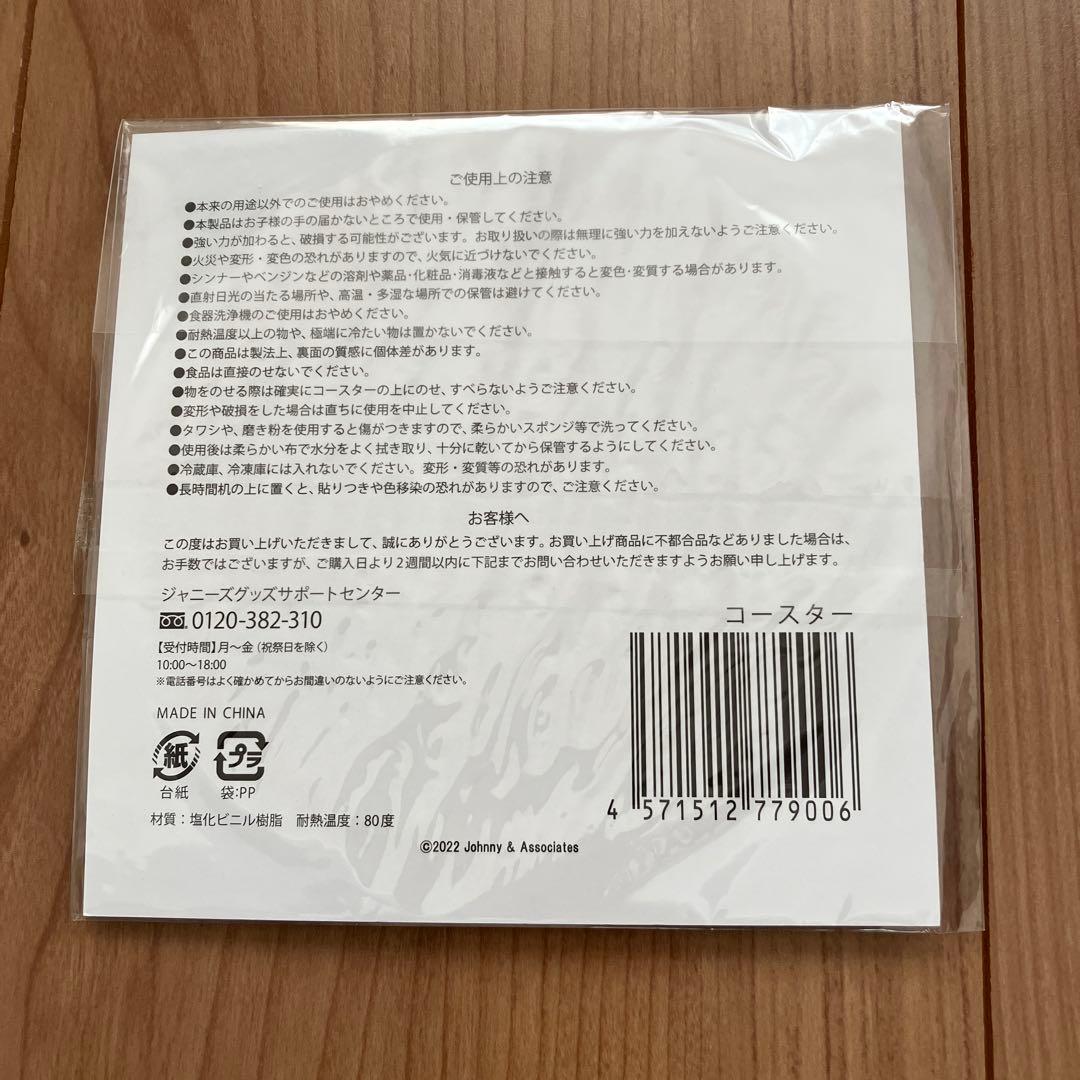 ご使用上の注意
●本来の用途以外でのご使用はおやめください。
●本製品はお子様の手の届かないところで使用・保管してください。
●強い力が加わると、破損する可能性がございます。お取り扱いの際は無理に強い力を加えないようご注意ください。
●火災や変形・変色の恐れがありますので、火気に近づけないでください。
●シンナーやベンジンなどの溶剤や薬品・化粧品・消毒液などと接触すると変色・変質する場合があります。
●直射日光の当たる場所や、高温・多湿な場所での保管は避けてください。
●食器洗浄機のご使用はおやめください。
●耐熱温度以上の物や、極端に冷たい物は置かないでください。
●この商品は製法上、裏面の質感に個体差があります。
●食品は直接のせないでください。
●物をのせる際は確実にコースターの上にのせ、すべらないようご注意ください。
●変形や破損をした場合は直ちに使用を中止してください。
●タワシや、磨き粉を使用すると傷がつきますので、柔らかいスポンジ等で洗ってください。
●使用後は柔らかい布で水分をよく拭き取り、十分に乾いてから保管するようにしてください。
●冷蔵庫、冷凍庫には入れないでください。変形・変質等の恐れがあります。
●長時間机の上に置くと、貼りつきや色移染の恐れがありますので、ご注意ください。
お客様へ
この度はお買い上げいただきまして、誠にありがとうございます。お買い上げ商品に不都合品などありました場合は、
お手数ではございますが、ご購入日より2週間以内に下記までお問い合わせいただきますようお願い申し上げます。
ジャニーズグッズサポートセンター
0120-382-310
【受付時間】月〜金（祝祭日を除く）
10:00〜18:00
※電話番号はよく確かめてからお間違いのないようにご注意ください。
コースター
MADE IN CHINA
紙 プラ
台紙 袋:PP
4 571512 779006
材質：塩化ビニル樹脂 耐熱温度：80度
©2022 Johnny & Associates